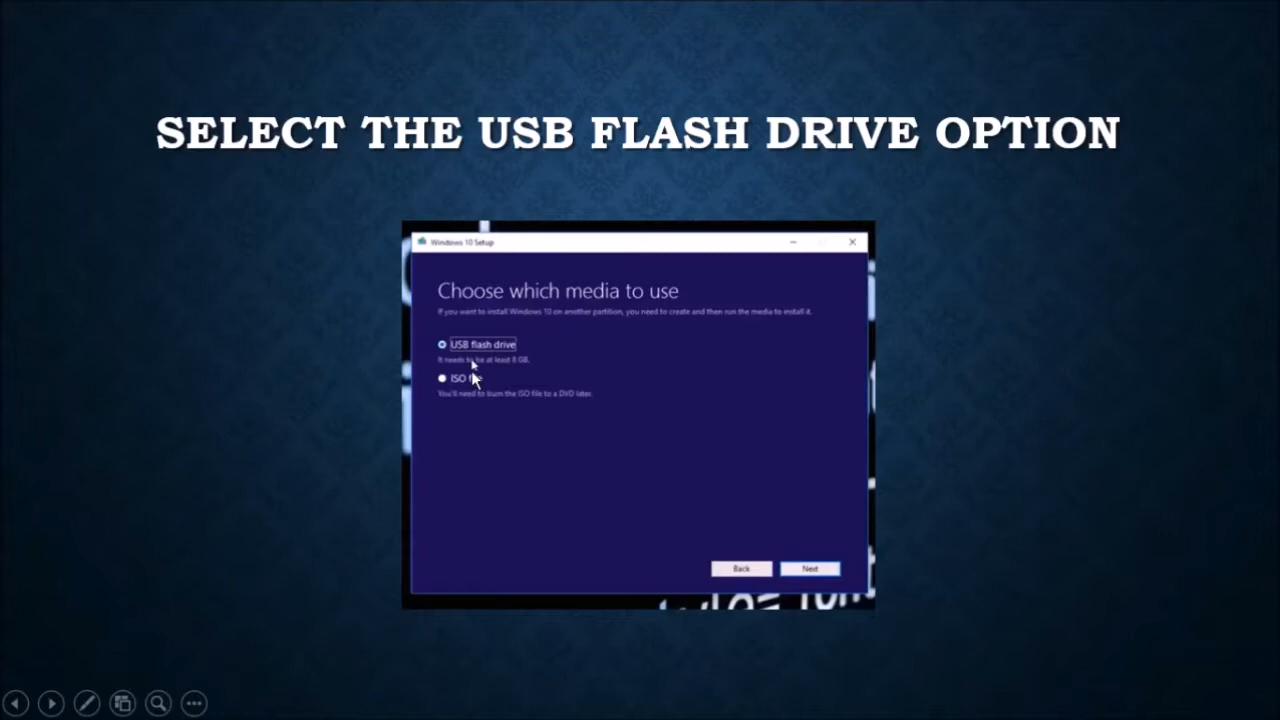 SELECT THE USB FLASH DRIVE OPTION
Windows 10 Setup
Choose which media to use
If you want to install Windows 10 on another partition, you need to create and then run the media to install it.
USB flash drive
It needs to be at least 8 GB.
ISO file
You'll need to burn the ISO file to a DVD later.
Back
Next